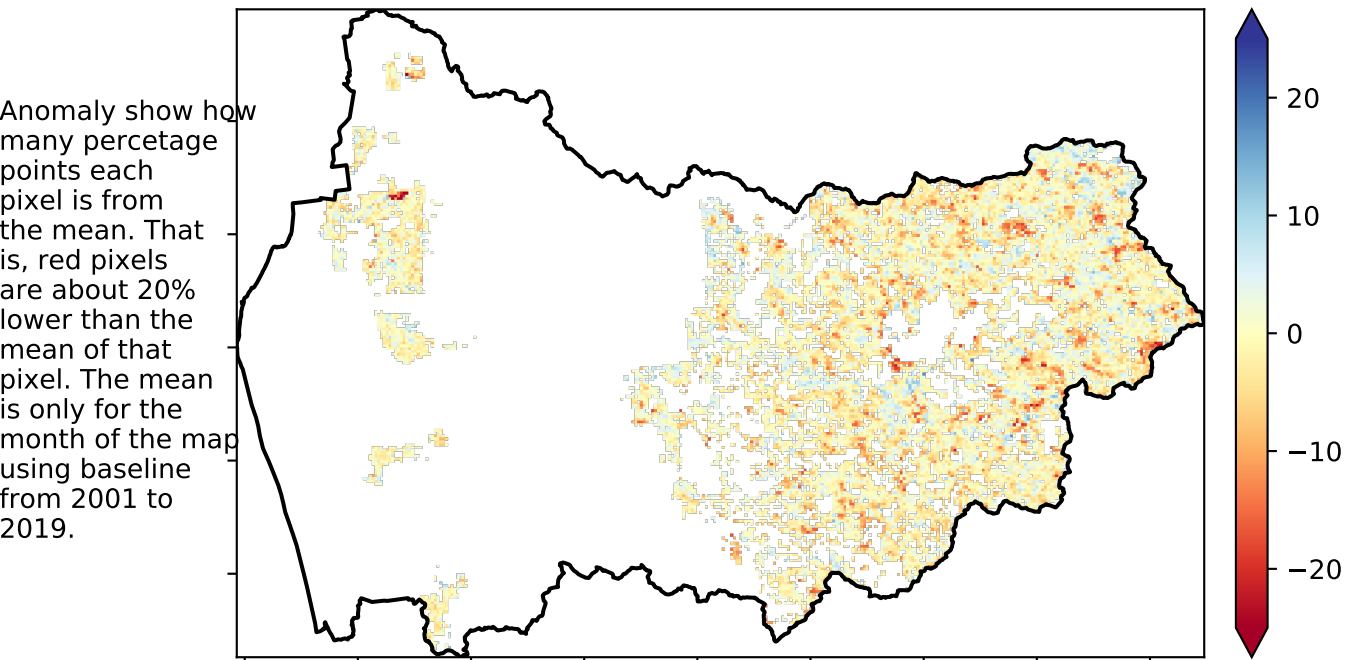 Anomaly show how
many percetage
points each
pixel is from
the mean. That
is, red pixels
are about 20%
lower than the
mean of that
pixel. The mean
is only for the
month of the map
using baseline
from 2001 to
2019.
20
10
0
−10
−20